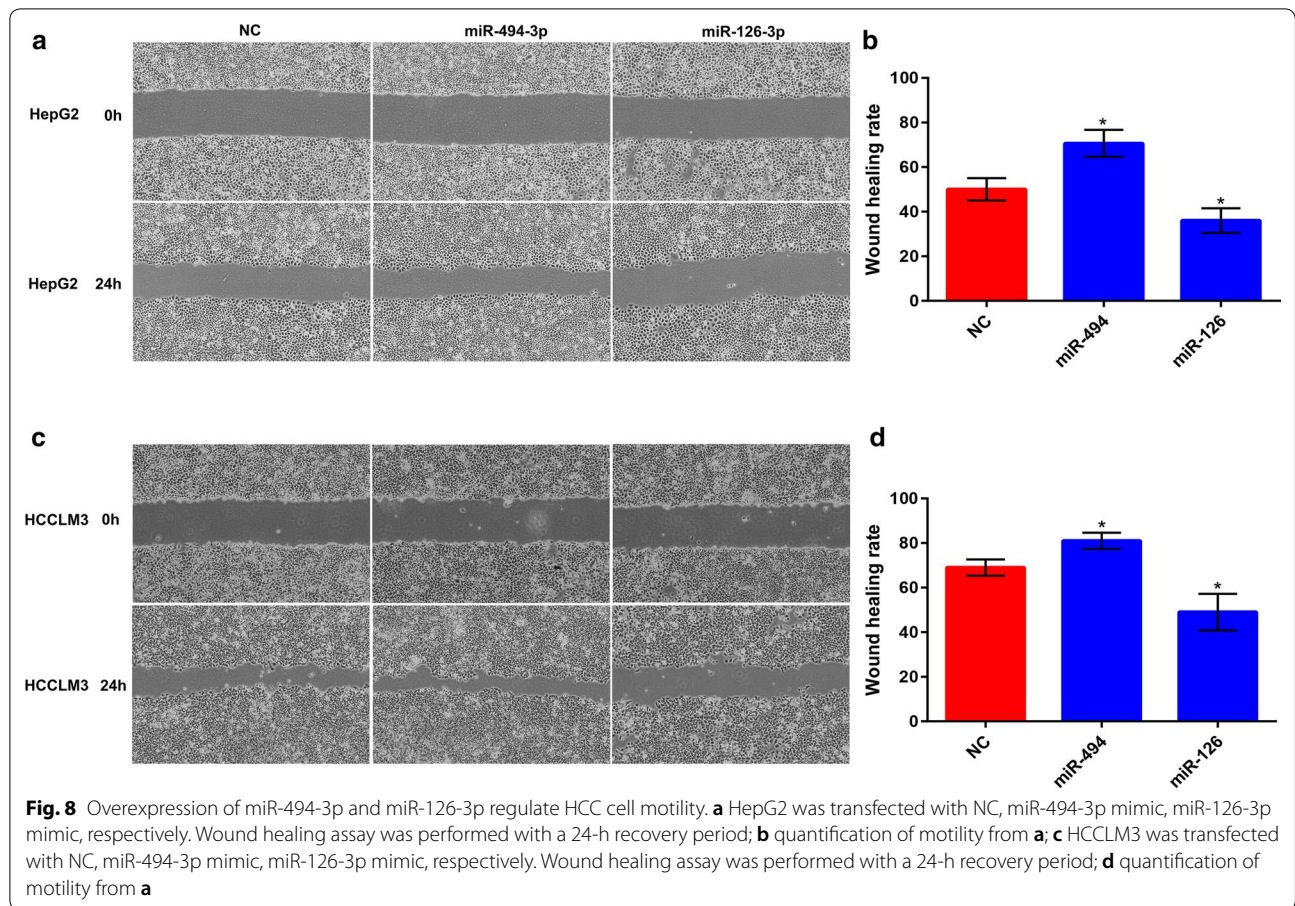 a
NC miR-494-3p miR-126-3p
HepG2 0h
HepG2 24h
b
Wound healing rate
100
80
60
40
20
0
*
*
NC
miR-494
miR-126
c
HCCLM3 0h
HCCLM3 24h
d
Wound healing rate
100
80
60
40
20
0
*
*
NC
miR-494
miR-126
Fig. 8 Overexpression of miR-494-3p and miR-126-3p regulate HCC cell motility. a HepG2 was transfected with NC, miR-494-3p mimic, miR-126-3p
mimic, respectively. Wound healing assay was performed with a 24-h recovery period; b quantification of motility from a; c HCCLM3 was transfected
with NC, miR-494-3p mimic, miR-126-3p mimic, respectively. Wound healing assay was performed with a 24-h recovery period; d quantification of
motility from a